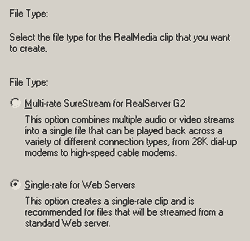 File Type:
Select the file type for the RealMedia clip that you want
to create.
File Type:
Multi-rate SureStream for RealServer G2
This option combines multiple audio or video streams
into a single file that can be played back across a
variety of different connection types, from 28K dial-up
modems to high-speed cable modems.
Single-rate for Web Servers
This option creates a single-rate clip and is
recommended for files that will be streamed from a
standard Web server.